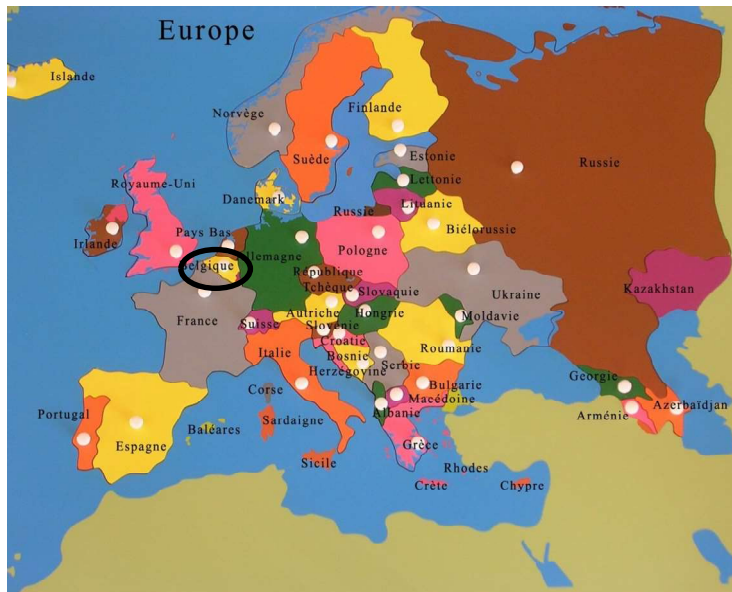 Europe
Islande
Norvège
Finlande
Suède
Estonie
Russie
Royaume-Uni
Lettonie
Danemark
Lituanie
Russie
Irlande
Pays Bas
Biélorussie
Pologne
Belgique
Allemagne
République
Tchèque
Slovaquie
Ukraine
Kazakhstan
France
Suisse
Autriche
Hongrie
Moldavie
Slovénie
Croatie
Italie
Bosnie
Herzégovine
Serbie
Roumanie
Georgie
Corse
Bulgarie
Macédoine
Albanie
Arménie
Azerbaïdjan
Portugal
Espagne
Baléares
Sardaigne
Grèce
Sicile
Rhodes
Crète
Chypre